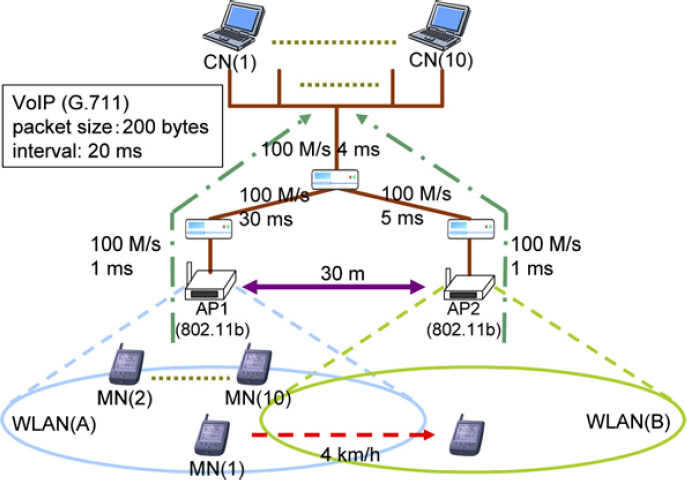 CN(1)
CN(10)
VoIP (G.711)
packet size：200 bytes
interval: 20 ms
100 M/s 4 ms
100 M/s
30 ms
100 M/s
5 ms
100 M/s
1 ms
100 M/s
1 ms
30 m
AP1
(802.11b)
AP2
(802.11b)
MN(2)
MN(10)
WLAN(A)
WLAN(B)
MN(1)
4 km/h